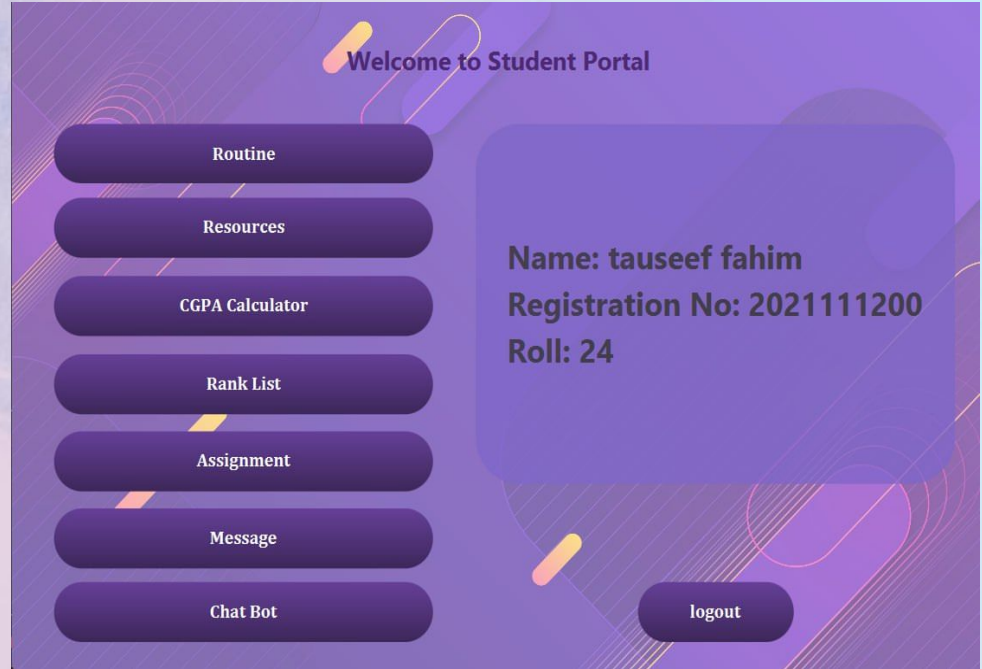 Welcome to Student Portal
Routine
Resources
CGPA Calculator
Rank List
Assignment
Message
Chat Bot
Name: tauseef fahim
Registration No: 2021111200
Roll: 24
logout